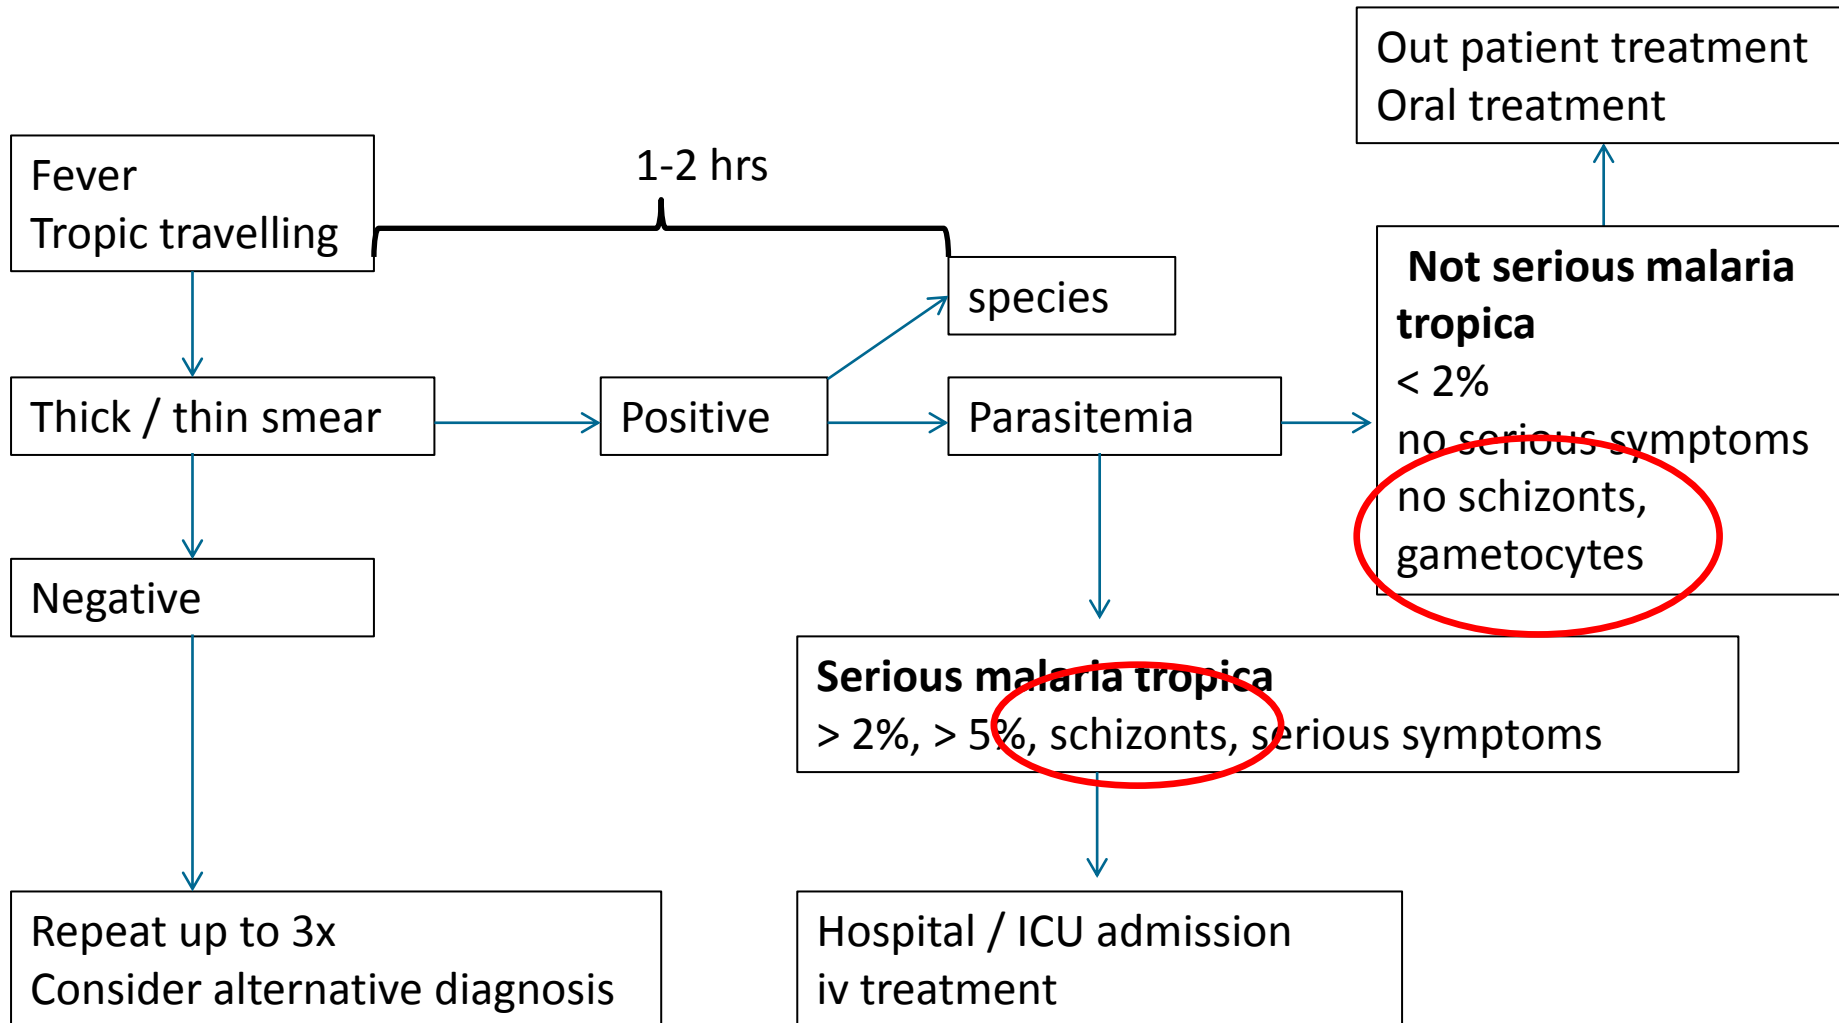 Out patient treatment
Oral treatment
Fever
Tropic travelling
1-2 hrs
species
Not serious malaria
tropica
< 2%
no serious symptoms
no schizonts,
gametocytes
Thick / thin smear
Positive
Parasitemia
Negative
Serious malaria tropica
> 2%, > 5%, schizonts, serious symptoms
Repeat up to 3x
Consider alternative diagnosis
Hospital / ICU admission
iv treatment